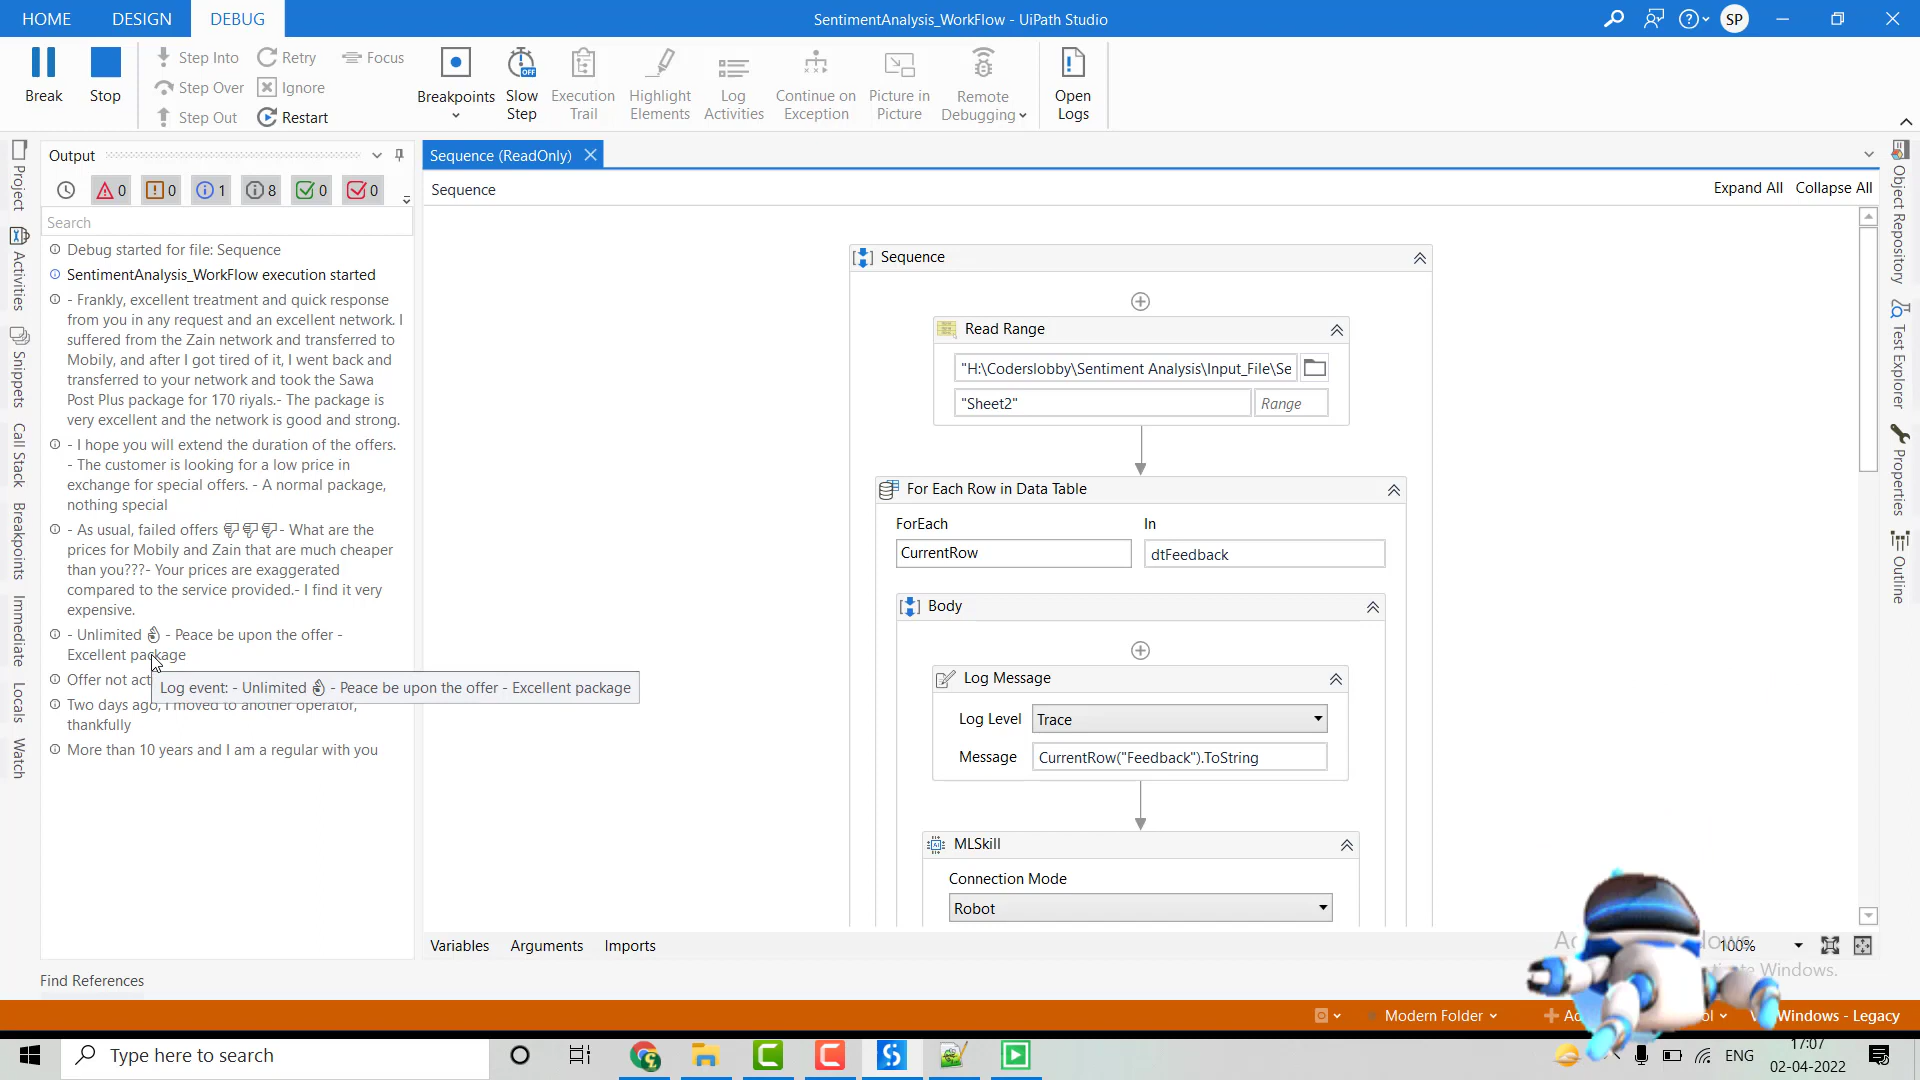 HOME
DESIGN
DEBUG
SentimentAnalysis_WorkFlow - UiPath Studio
SP
Break
Stop
Step Into
Step Over
Step Out
Retry
Ignore
Restart
Focus
Breakpoints
Slow
Step
OFF
Execution
Trail
Highlight
Elements
Log
Activities
Continue on
Exception
Picture in
Picture
Remote
Debugging
Open
Logs
Project
Activities
Snippets
Call Stack
Breakpoints
Immediate
Locals
Watch
Output
0
0
1
8
0
0
Search
Debug started for file: Sequence
SentimentAnalysis_WorkFlow execution started
- Frankly, excellent treatment and quick response
from you in any request and an excellent network. I
suffered from the Zain network and transferred to
Mobily, and after I got tired of it, I went back and
transferred to your network and took the Sawa
Post Plus package for 170 riyals.- The package is
very excellent and the network is good and strong.
- I hope you will extend the duration of the offers.
- The customer is looking for a low price in
exchange for special offers. - A normal package,
nothing special
- As usual, failed offers 👎👎👎- What are the
prices for Mobily and Zain that are much cheaper
than you???- Your prices are exaggerated
compared to the service provided.- I find it very
expensive.
- Unlimited 👌 - Peace be upon the offer -
Excellent package
Offer not act
Log event: - Unlimited 👌 - Peace be upon the offer - Excellent package
Two days ago, I moved to another operator,
thankfully
More than 10 years and I am a regular with you
Find References
Sequence (ReadOnly)
Sequence
Expand All
Collapse All
Sequence
Read Range
"H:\Coderslobby\Sentiment Analysis\Input_File\Se
"Sheet2"
Range
For Each Row in Data Table
ForEach
In
CurrentRow
dtFeedback
Body
Log Message
Log Level
Trace
Message
CurrentRow("Feedback").ToString
MLSkill
AI
Connection Mode
Robot
Variables
Arguments
Imports
100%
Windows.
Object Repository
Test Explorer
Properties
Outline
Modern Folder
Windows - Legacy
Type here to search
ENG
17:07
02-04-2022